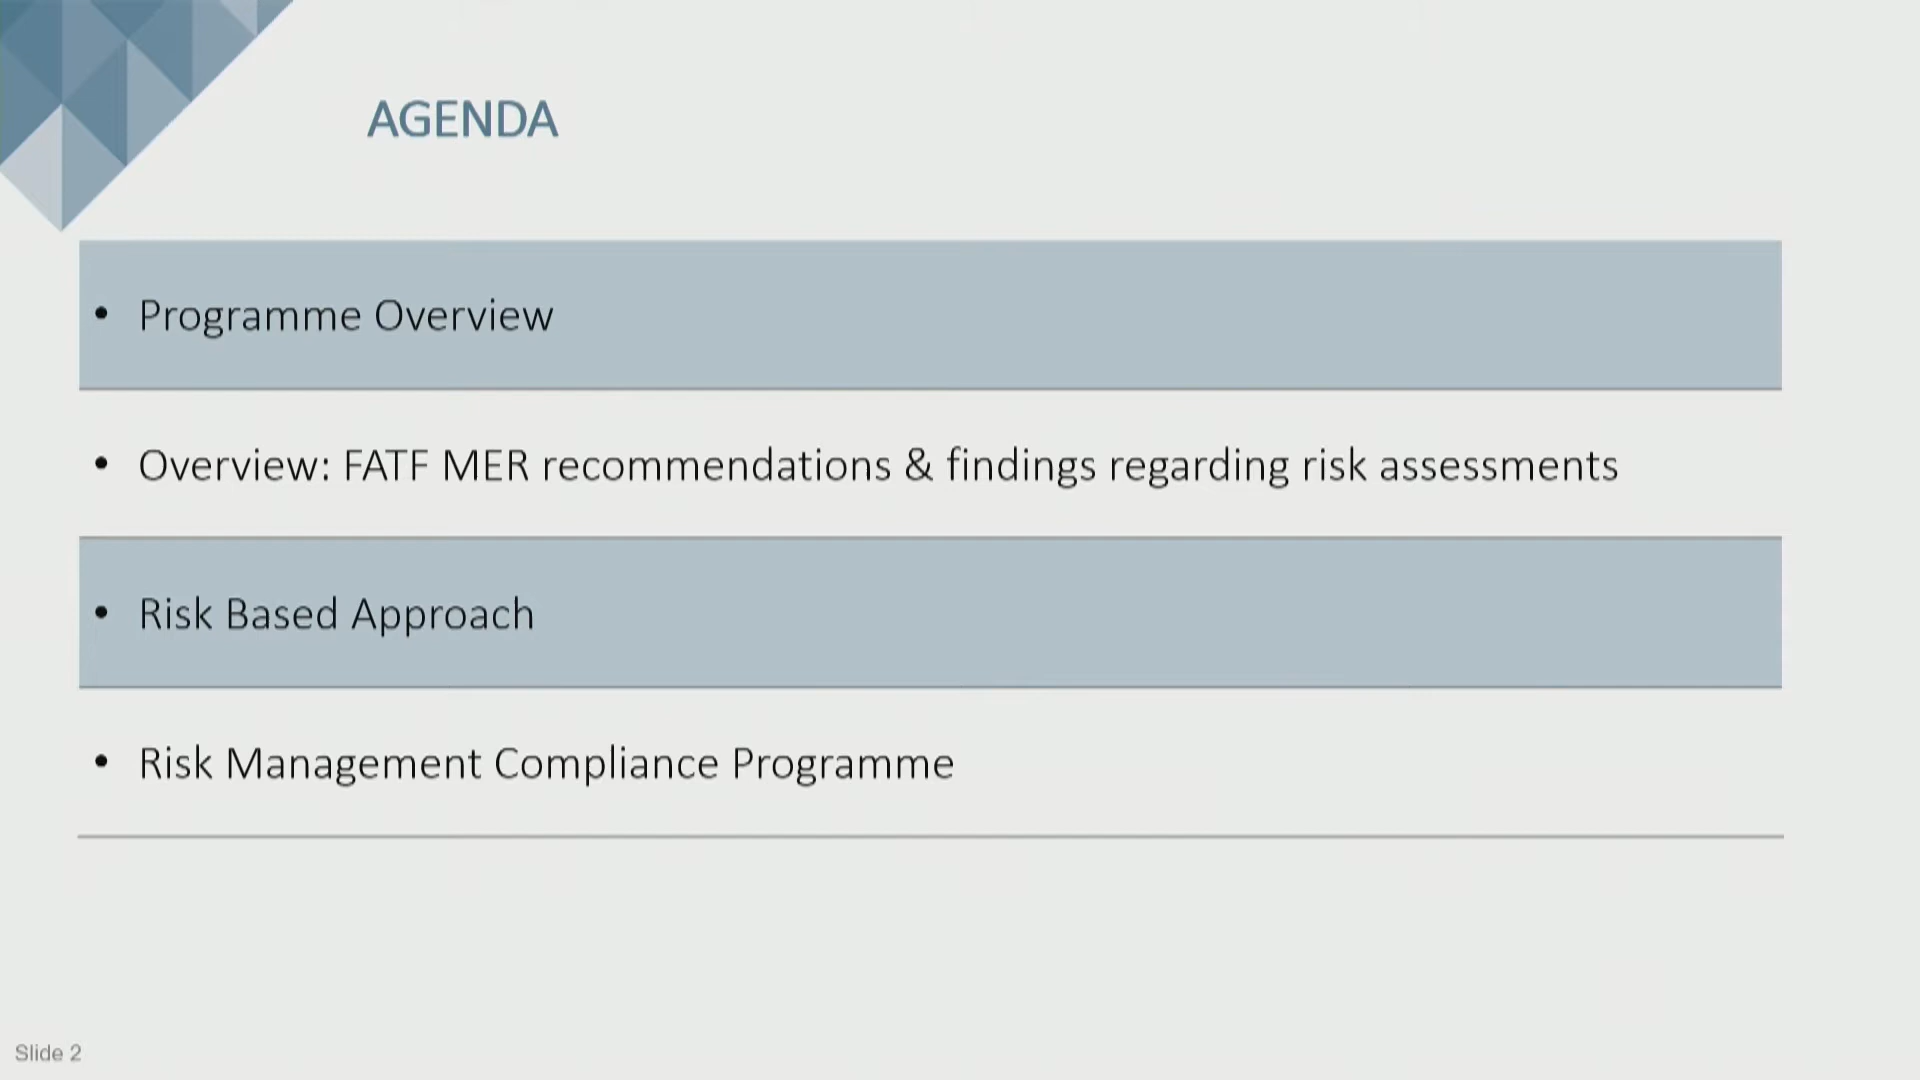 AGENDA
• Programme Overview
• Overview: FATF MER recommendations & findings regarding risk assessments
• Risk Based Approach
• Risk Management Compliance Programme
Slide 2